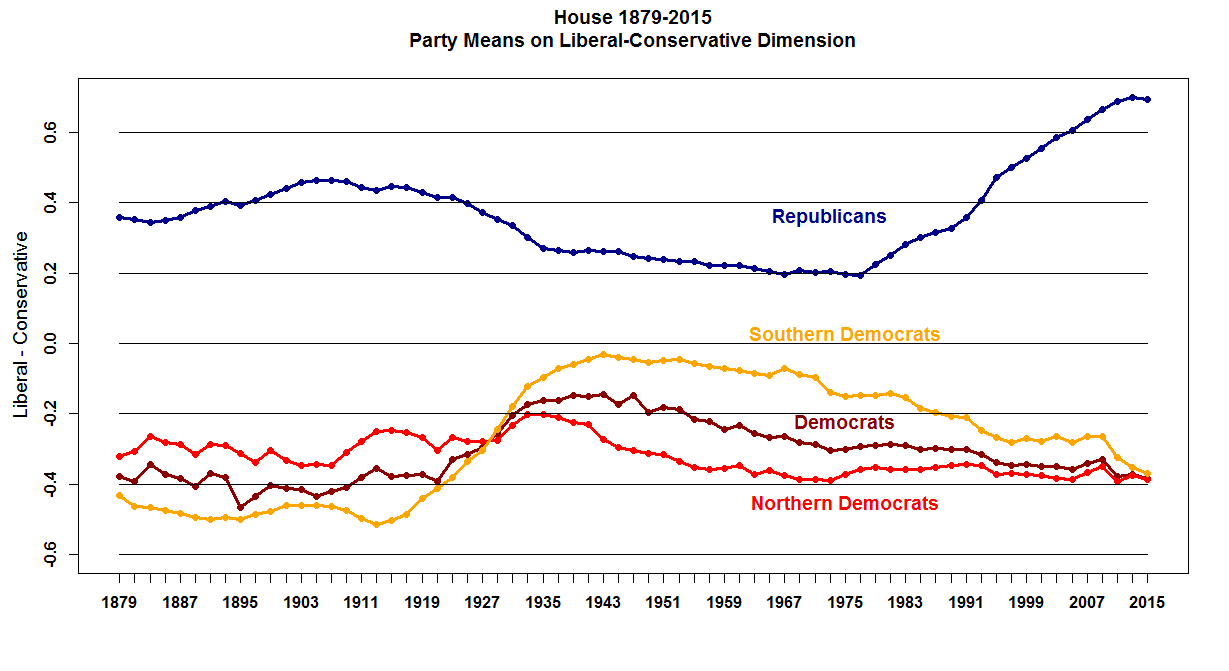 House 1879-2015
Party Means on Liberal-Conservative Dimension
Liberal - Conservative
0.6
0.4
0.2
0.0
-0.2
-0.4
-0.6
Republicans
Southern Democrats
Democrats
Northern Democrats
1879 1887 1895 1903 1911 1919 1927 1935 1943 1951 1959 1967 1975 1983 1991 1999 2007 2015